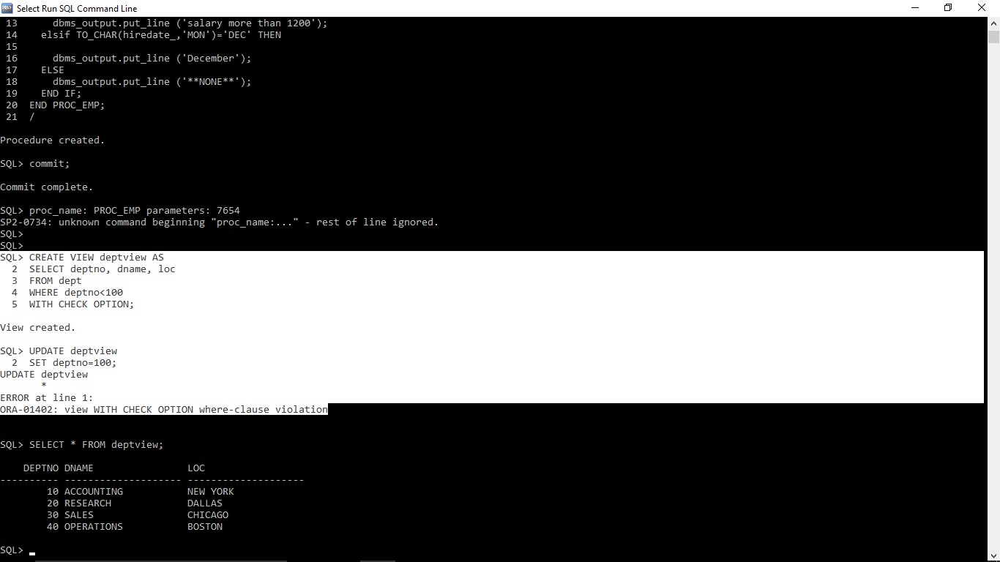 Select Run SQL Command Line
13      dbms_output.put_line ('salary more than 1200');
14    elsif TO_CHAR(hiredate_,'MON')='DEC' THEN
15
16      dbms_output.put_line ('December');
17    ELSE
18      dbms_output.put_line ('**NONE**');
19    END IF;
20  END PROC_EMP;
21  /
Procedure created.
SQL> commit;
Commit complete.
SQL> proc_name: PROC_EMP parameters: 7654
SP2-0734: unknown command beginning "proc_name:..." - rest of line ignored.
SQL>
SQL>
SQL> CREATE VIEW deptview AS
  2  SELECT deptno, dname, loc
  3  FROM dept
  4  WHERE deptno<100
  5  WITH CHECK OPTION;
View created.
SQL> UPDATE deptview
  2  SET deptno=100;
UPDATE deptview
       *
ERROR at line 1:
ORA-01402: view WITH CHECK OPTION where-clause violation
SQL> SELECT * FROM deptview;
    DEPTNO DNAME                LOC
---------- -------------------- --------------------
        10 ACCOUNTING           NEW YORK
        20 RESEARCH             DALLAS
        30 SALES                CHICAGO
        40 OPERATIONS           BOSTON
SQL>